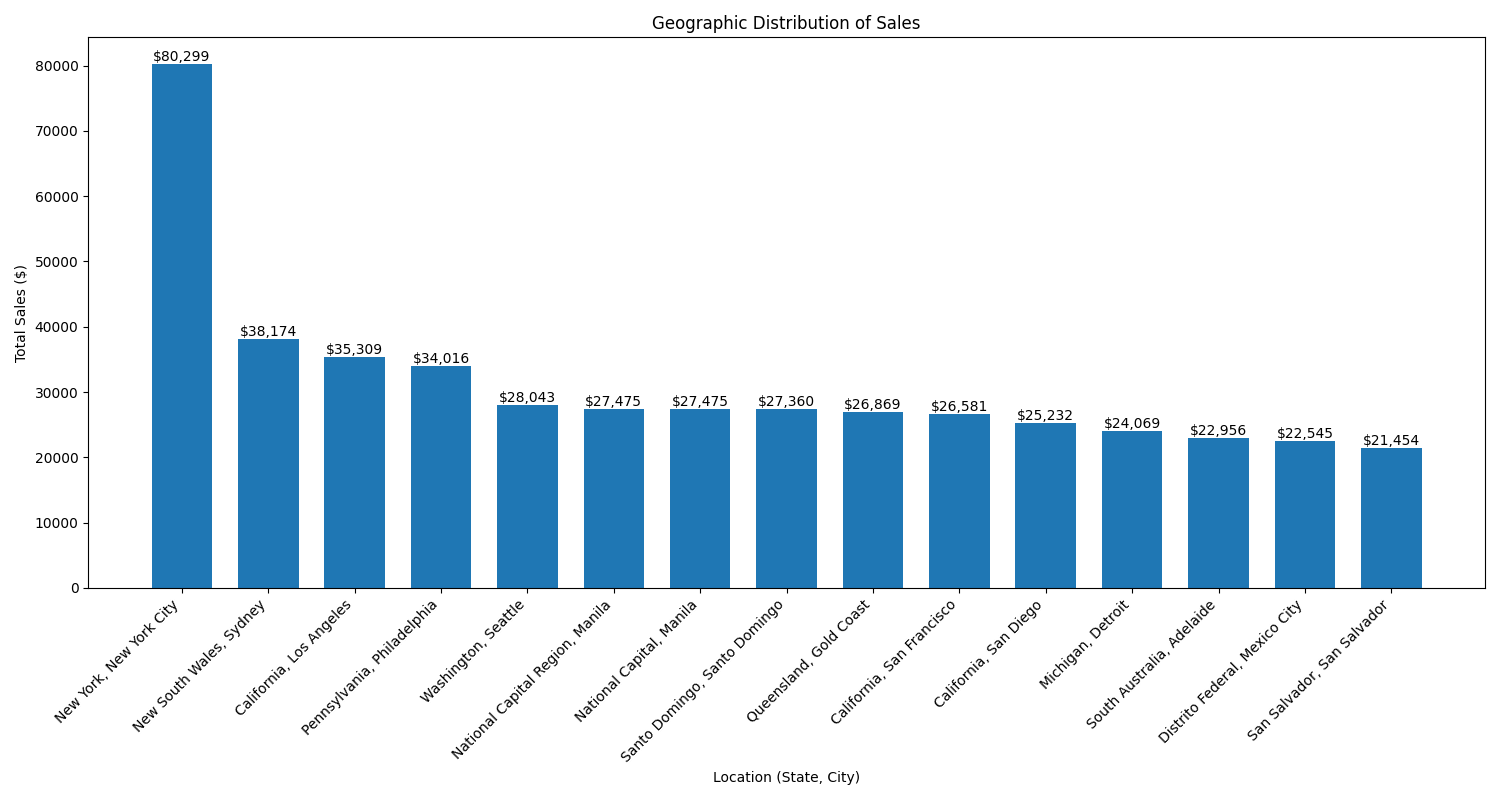 Geographic Distribution of Sales
Total Sales ($)
80000
70000
60000
50000
40000
30000
20000
10000
0
$80,299
$38,174
$35,309
$34,016
$28,043
$27,475
$27,475
$27,360
$26,869
$26,581
$25,232
$24,069
$22,956
$22,545
$21,454
New York, New York City
New South Wales, Sydney
California, Los Angeles
Pennsylvania, Philadelphia
Washington, Seattle
National Capital Region, Manila
National Capital, Manila
Santo Domingo, Santo Domingo
Queensland, Gold Coast
California, San Francisco
California, San Diego
Michigan, Detroit
South Australia, Adelaide
Distrito Federal, Mexico City
San Salvador, San Salvador
Location (State, City)